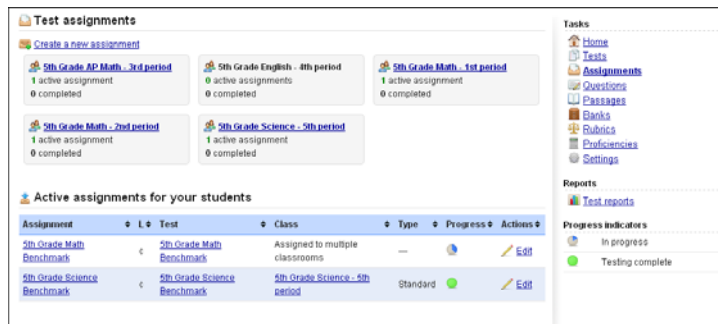 Test assignments
Create a new assignment
5th Grade AP Math - 3rd period
1 active assignment
0 completed
5th Grade English - 4th period
0 active assignments
0 completed
5th Grade Math - 1st period
1 active assignment
0 completed
5th Grade Math - 2nd period
1 active assignment
0 completed
5th Grade Science - 5th period
1 active assignment
0 completed
Active assignments for your students
Assignment L Test Class Type Progress Actions
5th Grade Math
Benchmark
5th Grade Math
Benchmark
Assigned to multiple
classrooms
—
Edit
5th Grade Science
Benchmark
5th Grade Science
Benchmark
5th Grade Science - 5th
period
Standard
Edit
Tasks
Home
Tests
Assignments
Questions
Passages
Banks
Rubrics
Proficiencies
Settings
Reports
Test reports
Progress indicators
In progress
Testing complete